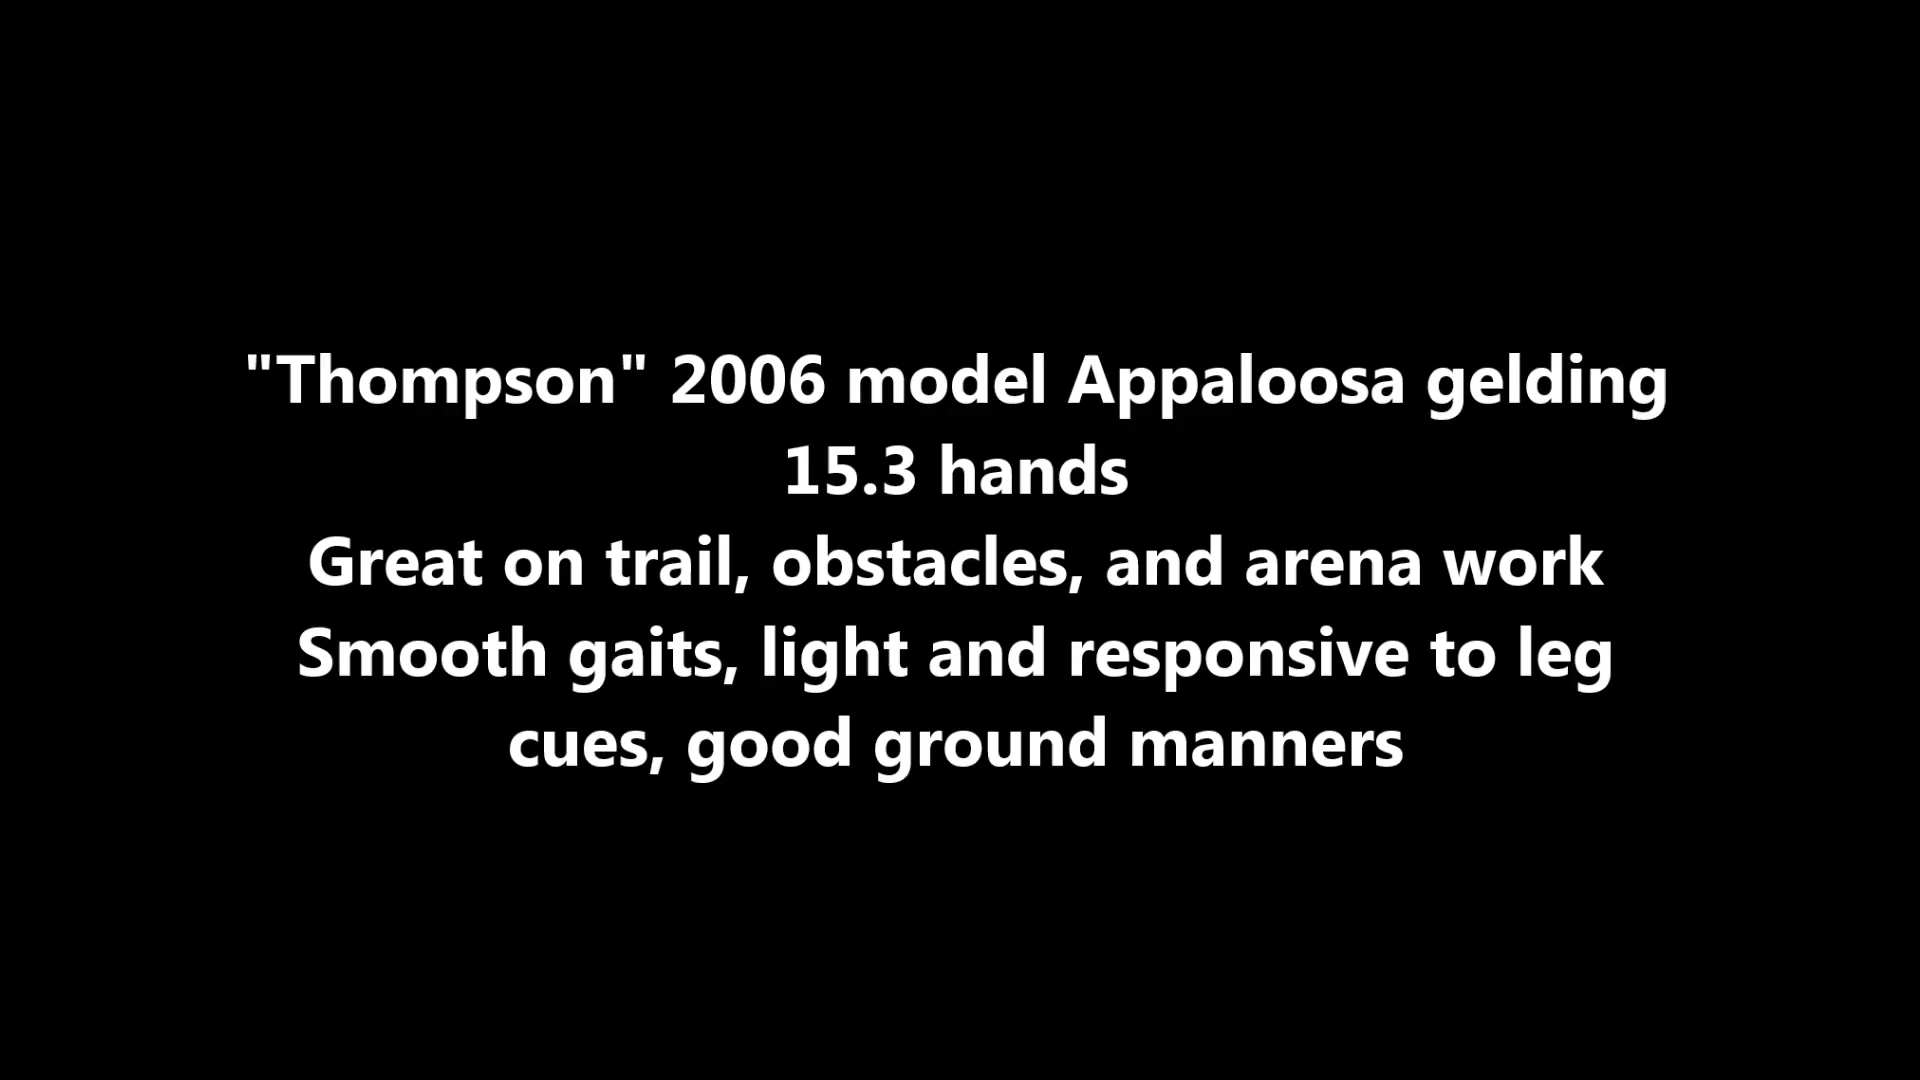 "Thompson" 2006 model Appaloosa gelding
15.3 hands
Great on trail, obstacles, and arena work
Smooth gaits, light and responsive to leg
cues, good ground manners